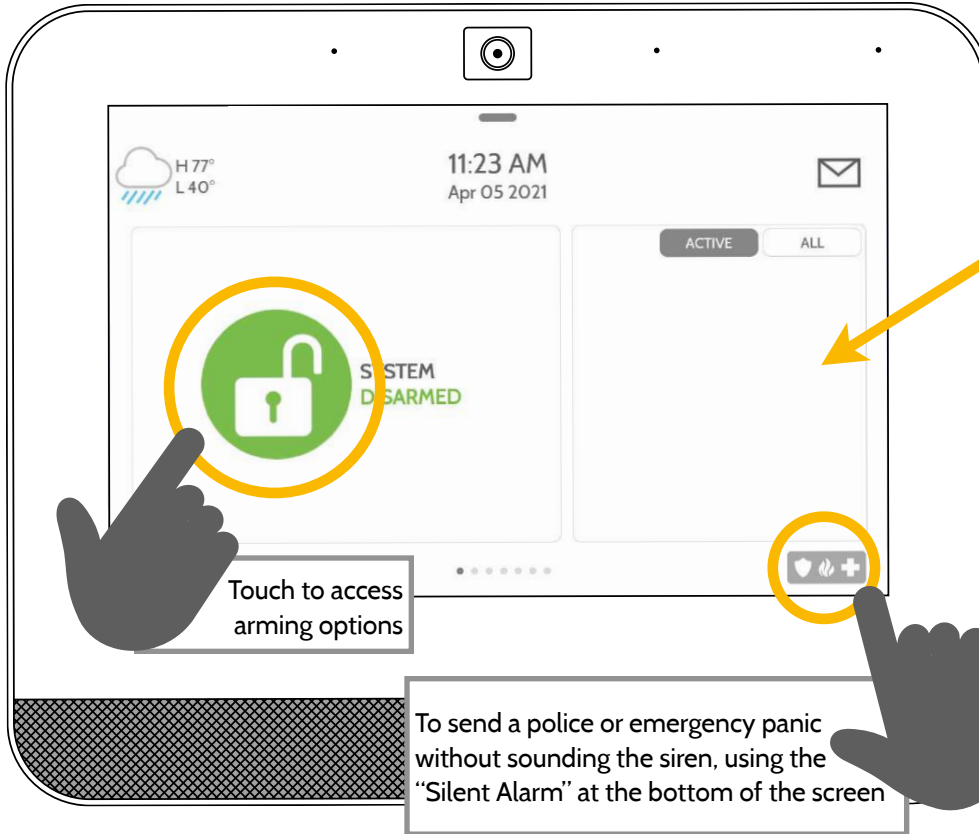 H 77°
L 40°
11:23 AM
Apr 05 2021
ACTIVE
ALL
SYSTEM
DISARMED
Touch to access
arming options
To send a police or emergency panic
without sounding the siren, using the
“Silent Alarm” at the bottom of the screen